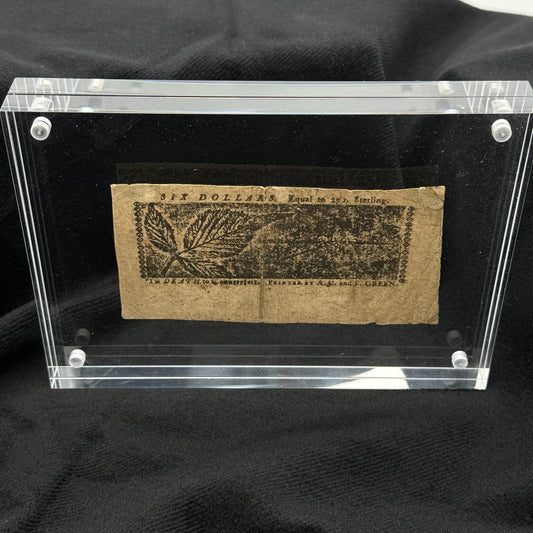 SIX DOLLARS. Equal to 27s. Sterling.
'Tis DEATH to Counterfeit. PRINTED BY A. C. and F. GREEN.